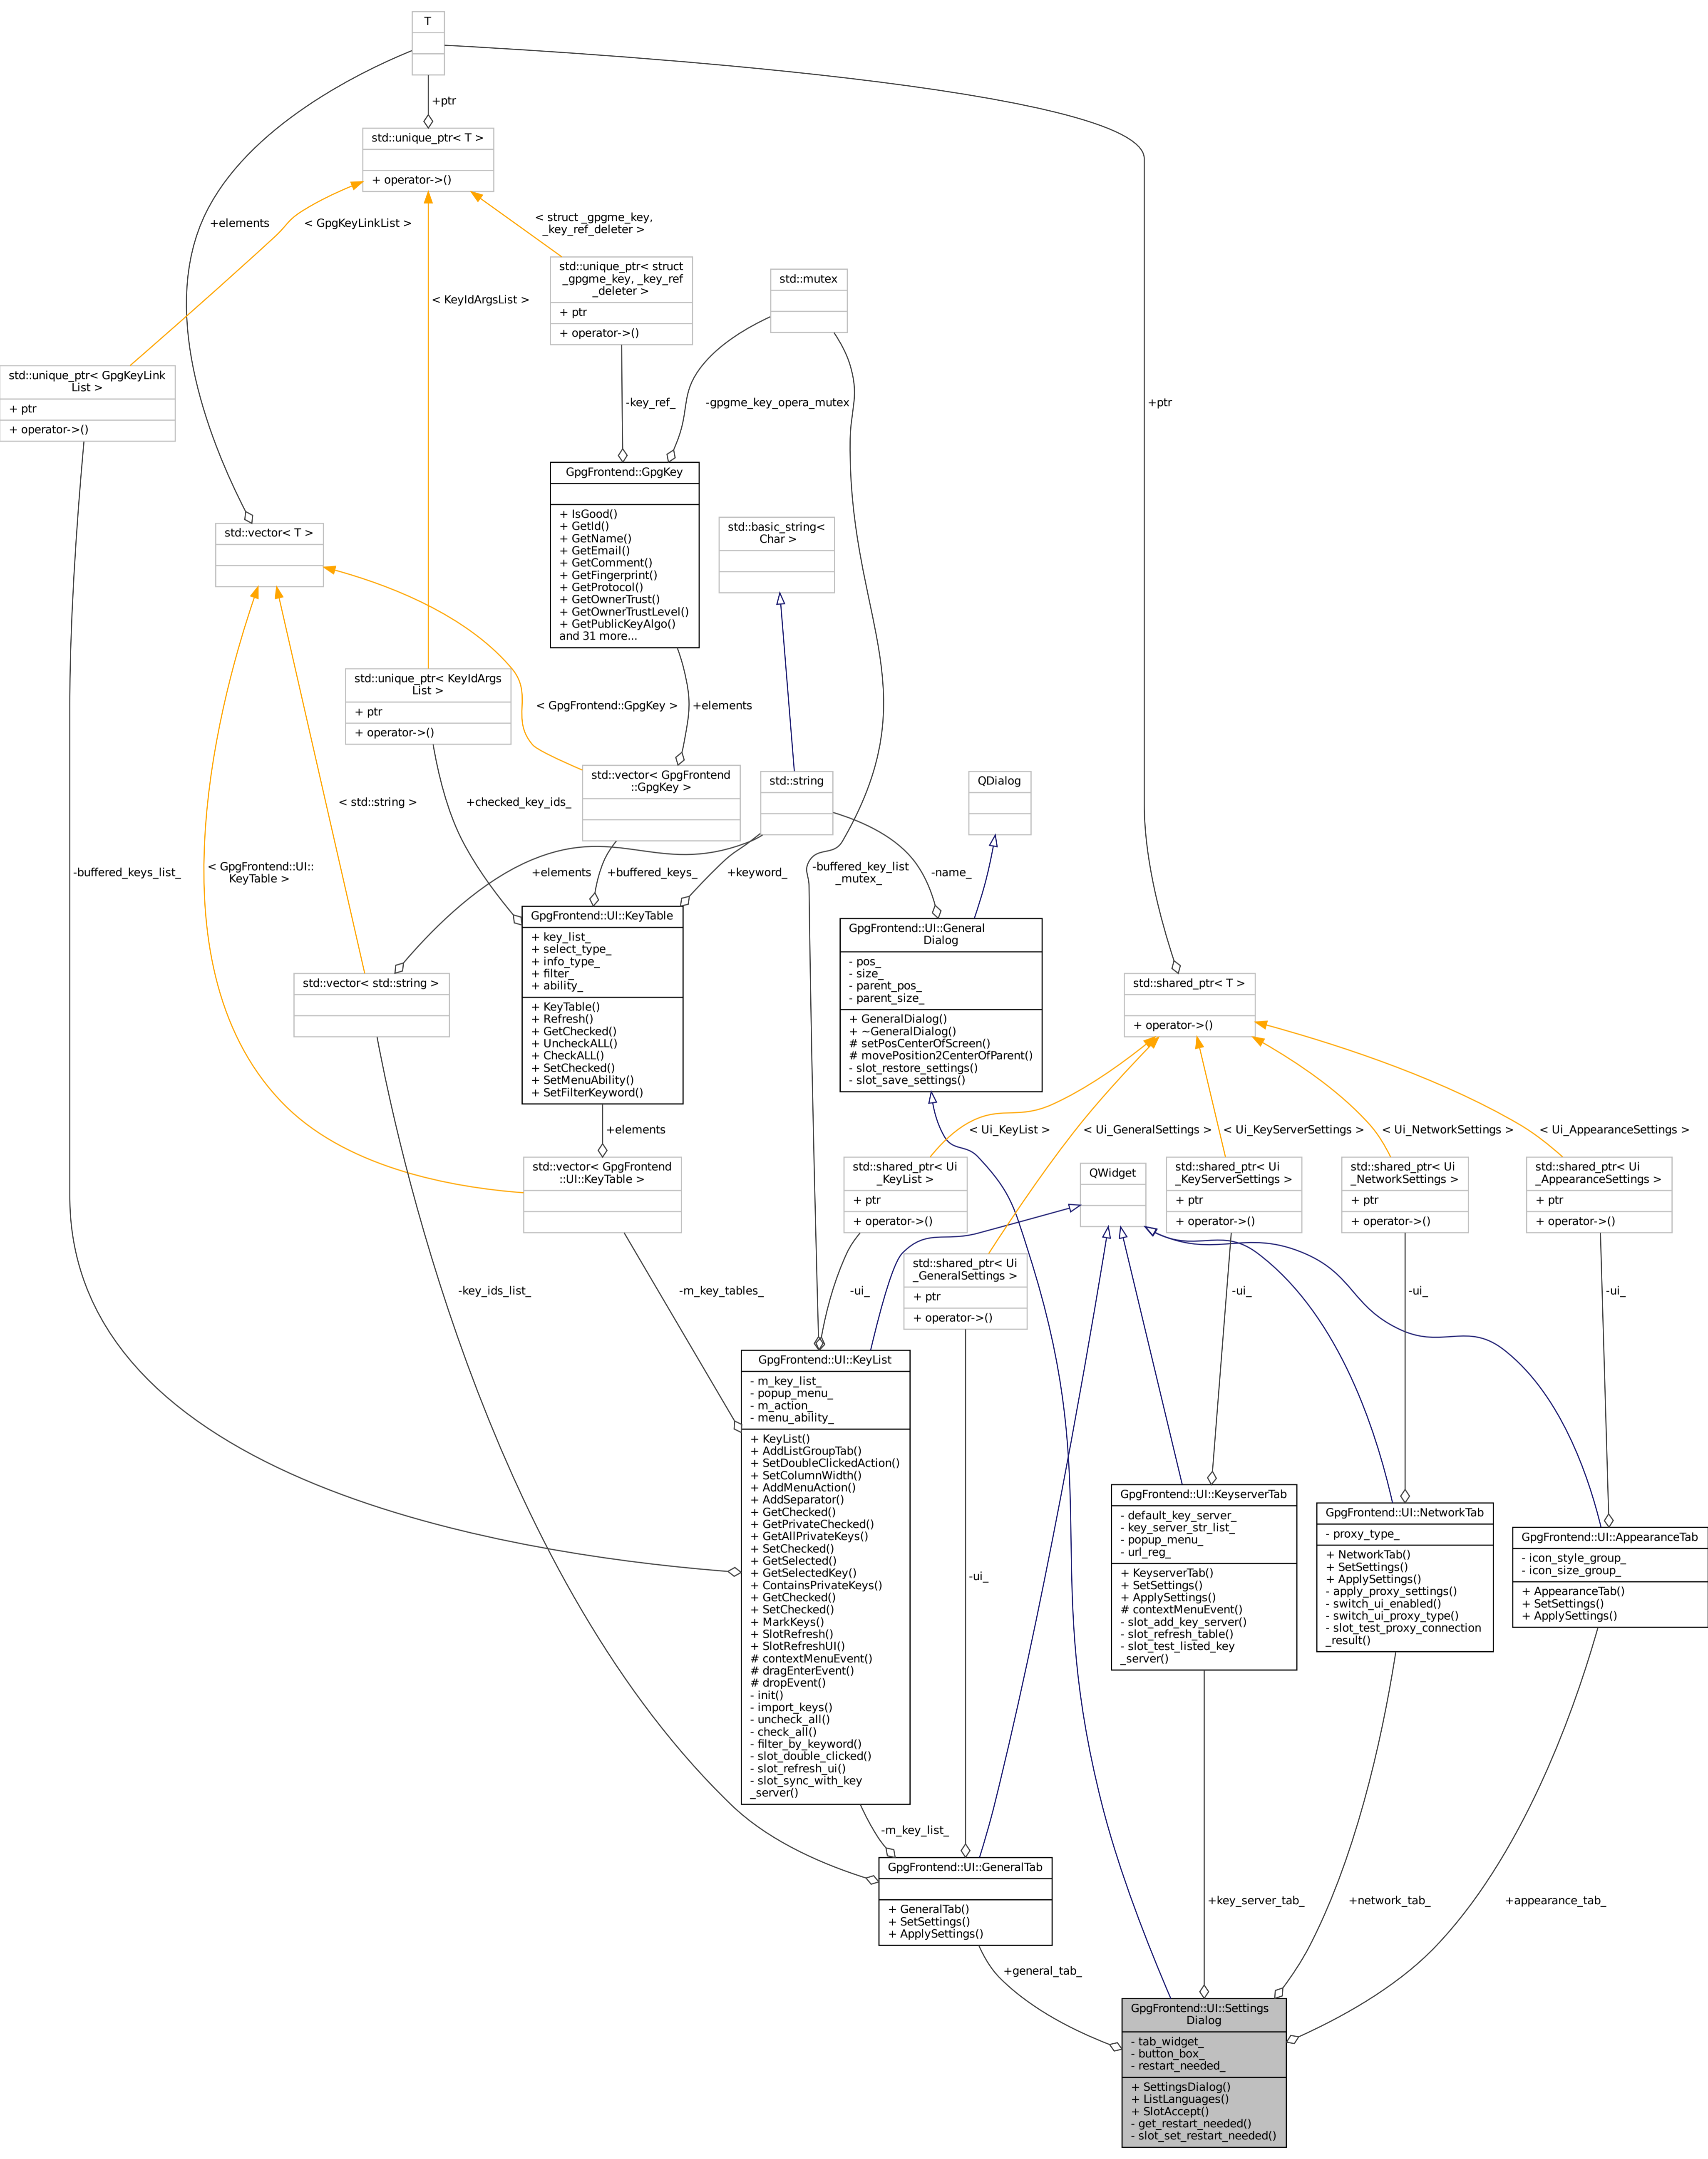 T
+ptr
std::unique_ptr< T >
+ operator->()
+elements
< GpgKeyLinkList >
< struct _gpgme_key,
_key_ref_deleter >
std::unique_ptr< struct
_gpgme_key, _key_ref
_deleter >
+ ptr
+ operator->()
std::mutex
< KeyIdArgsList >
std::unique_ptr< GpgKeyLink
List >
+ ptr
+ operator->()
-key_ref_
-gpgme_key_opera_mutex
+ptr
GpgFrontend::GpgKey
+ IsGood()
+ GetId()
+ GetName()
+ GetEmail()
+ GetComment()
+ GetFingerprint()
+ GetProtocol()
+ GetOwnerTrust()
+ GetOwnerTrustLevel()
+ GetPublicKeyAlgo()
and 31 more...
std::vector< T >
std::basic_string<
Char >
std::unique_ptr< KeyIdArgs
List >
+ ptr
+ operator->()
< GpgFrontend::GpgKey >
+elements
std::vector< GpgFrontend
::GpgKey >
std::string
QDialog
< std::string >
+checked_key_ids_
-buffered_keys_list_
< GpgFrontend::UI::
KeyTable >
+elements
+buffered_keys_
+keyword_
-buffered_key_list
_mutex_
-name_
GpgFrontend::UI::KeyTable
+ key_list_
+ select_type_
+ info_type_
+ filter_
+ ability_
+ KeyTable()
+ Refresh()
+ GetChecked()
+ UncheckALL()
+ CheckALL()
+ SetChecked()
+ SetMenuAbility()
+ SetFilterKeyword()
GpgFrontend::UI::General
Dialog
- pos_
- size_
- parent_pos_
- parent_size_
+ GeneralDialog()
+ ~GeneralDialog()
# setPosCenterOfScreen()
# movePosition2CenterOfParent()
- slot_restore_settings()
- slot_save_settings()
std::vector< std::string >
std::shared_ptr< T >
+ operator->()
+elements
< Ui_KeyList >
< Ui_GeneralSettings >
< Ui_KeyServerSettings >
< Ui_NetworkSettings >
< Ui_AppearanceSettings >
std::vector< GpgFrontend
::UI::KeyTable >
std::shared_ptr< Ui
_KeyList >
+ ptr
+ operator->()
QWidget
std::shared_ptr< Ui
_KeyServerSettings >
+ ptr
+ operator->()
std::shared_ptr< Ui
_NetworkSettings >
+ ptr
+ operator->()
std::shared_ptr< Ui
_AppearanceSettings >
+ ptr
+ operator->()
std::shared_ptr< Ui
_GeneralSettings >
+ ptr
+ operator->()
-key_ids_list_
-m_key_tables_
-ui_
-ui_
-ui_
-ui_
GpgFrontend::UI::KeyList
- m_key_list_
- popup_menu_
- m_action_
- menu_ability_
+ KeyList()
+ AddListGroupTab()
+ SetDoubleClickedAction()
+ SetColumnWidth()
+ AddMenuAction()
+ AddSeparator()
+ GetChecked()
+ GetPrivateChecked()
+ GetAllPrivateKeys()
+ SetChecked()
+ GetSelected()
+ GetSelectedKey()
+ ContainsPrivateKeys()
+ GetChecked()
+ SetChecked()
+ MarkKeys()
+ SlotRefresh()
+ SlotRefreshUI()
# contextMenuEvent()
# dragEnterEvent()
# dropEvent()
- init()
- import_keys()
- uncheck_all()
- check_all()
- filter_by_keyword()
- slot_double_clicked()
- slot_refresh_ui()
- slot_sync_with_key
_server()
GpgFrontend::UI::KeyserverTab
- default_key_server_
- key_server_str_list_
- popup_menu_
- url_reg_
+ KeyserverTab()
+ SetSettings()
+ ApplySettings()
# contextMenuEvent()
- slot_add_key_server()
- slot_refresh_table()
- slot_test_listed_key
_server()
GpgFrontend::UI::NetworkTab
- proxy_type_
+ NetworkTab()
+ SetSettings()
+ ApplySettings()
- apply_proxy_settings()
- switch_ui_enabled()
- switch_ui_proxy_type()
- slot_test_proxy_connection
_result()
GpgFrontend::UI::AppearanceTab
- icon_style_group_
- icon_size_group_
+ AppearanceTab()
+ SetSettings()
+ ApplySettings()
-ui_
-m_key_list_
GpgFrontend::UI::GeneralTab
+ GeneralTab()
+ SetSettings()
+ ApplySettings()
+key_server_tab_
+network_tab_
+appearance_tab_
+general_tab_
GpgFrontend::UI::Settings
Dialog
- tab_widget_
- button_box_
- restart_needed_
+ SettingsDialog()
+ ListLanguages()
+ SlotAccept()
- get_restart_needed()
- slot_set_restart_needed()